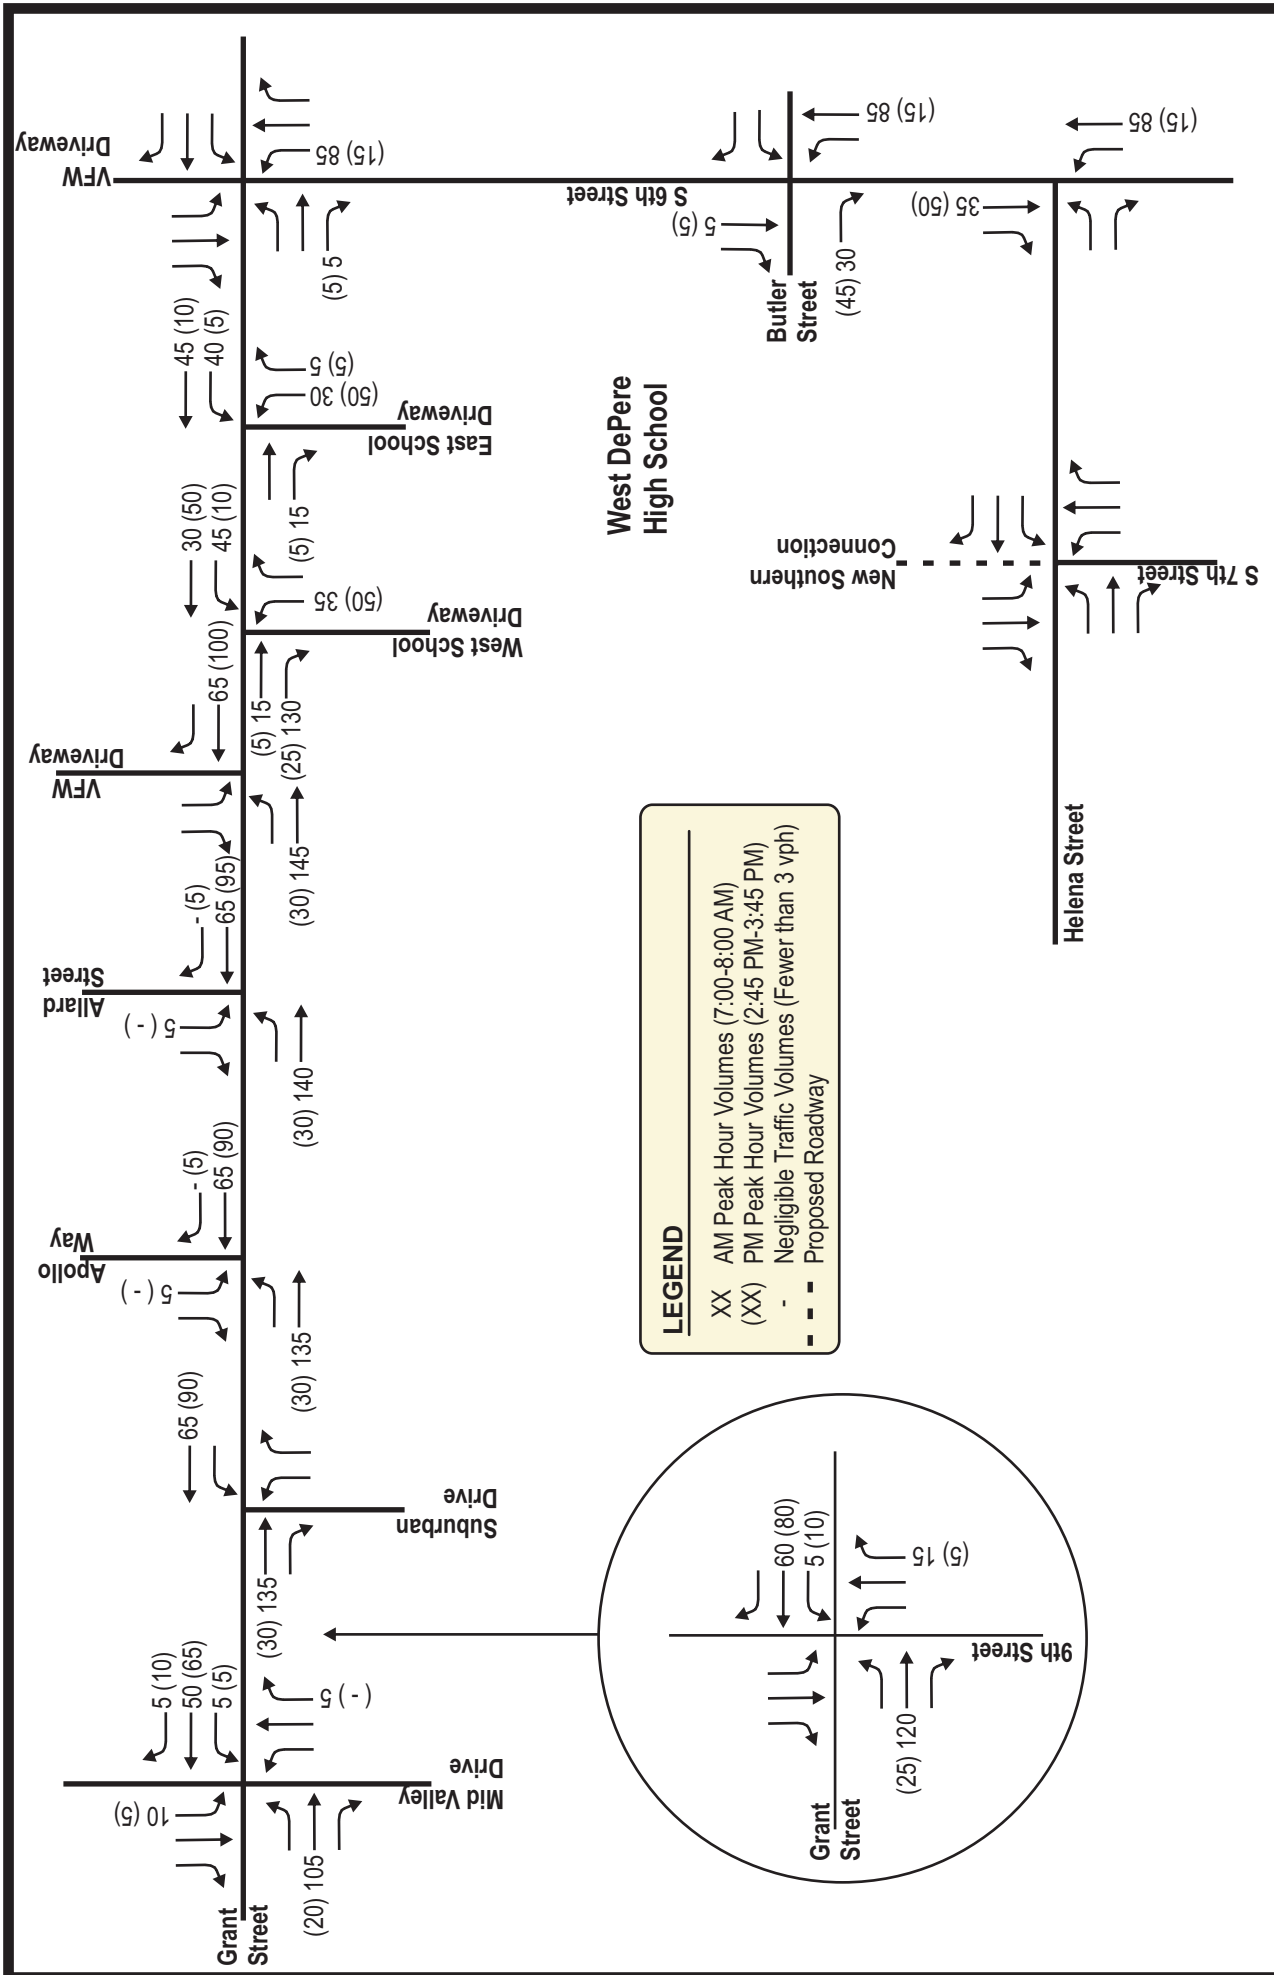 VFW
Driveway
(15) 85
(5) 5
45 (10)
40 (5)
(5) 5
(50) 30
East School
Driveway
(5) 15
30 (50)
45 (10)
(50) 35
West School
Driveway
(5) 15
(25) 130
65 (100)
VFW
Driveway
(30) 145
- (5)
65 (95)
Allard
Street
5 ( - )
(30) 140
- (5)
65 (90)
Apollo
Way
5 ( - )
(30) 135
65 (90)
Suburban
Drive
(30) 135
5 (10)
50 (65)
5 (5)
( - ) 5
Mid Valley
Drive
10 (5)
(20) 105
Grant
Street
S 6th Street
(15) 85
5 (5)
Butler
Street
(45) 30
35 (50)
(15) 85
West DePere
High School
New Southern
Connection
S 7th Street
Helena Street
LEGEND
XX AM Peak Hour Volumes (7:00-8:00 AM)
(XX) PM Peak Hour Volumes (2:45 PM-3:45 PM)
- Negligible Traffic Volumes (Fewer than 3 vph)
Proposed Roadway
60 (80)
5 (10)
(5) 15
9th Street
(25) 120
Grant
Street